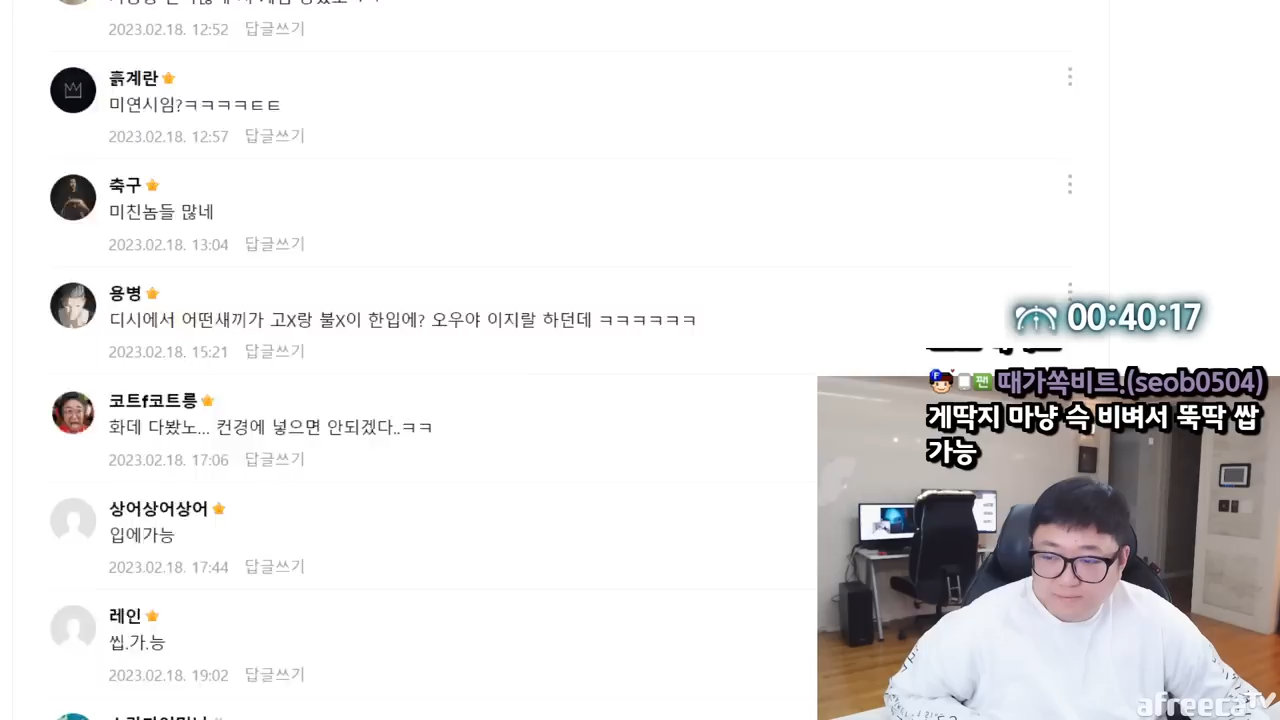 2023.02.18. 12:52 답글쓰기
흙계란
미연시임?ㅋㅋㅋㅋㅌㅌ
2023.02.18. 12:57 답글쓰기
축구
미친놈들 많네
2023.02.18. 13:04 답글쓰기
용병
디시에서 어떤새끼가 고X랑 불X이 한입에? 오우야 이지랄 하던데 ㅋㅋㅋㅋㅋㅋ
2023.02.18. 15:21 답글쓰기
코트f코트릉
화데 다봤노... 컨경에 넣으면 안되겠다..ㅋㅋ
2023.02.18. 17:06 답글쓰기
상어상어상어
입에가능
2023.02.18. 17:44 답글쓰기
레인
씹.가.능
2023.02.18. 19:02 답글쓰기
00:40:17
F 팬 때가쏙비트.(seob0504)
게딱지 마냥 슥,비벼서 뚝딱 쌉
가능
afreecaTV